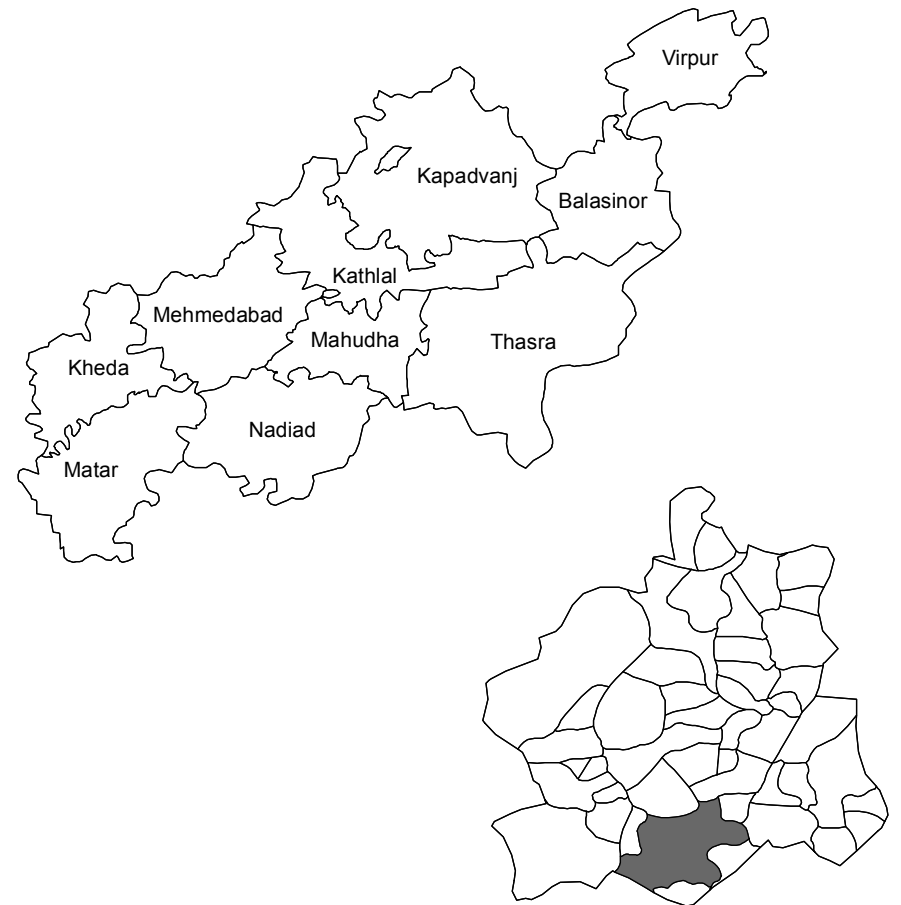 Virpur
Kapadvanj
Balasinor
Kathlal
Mehmedabad
Mahudha
Thasra
Kheda
Nadiad
Matar